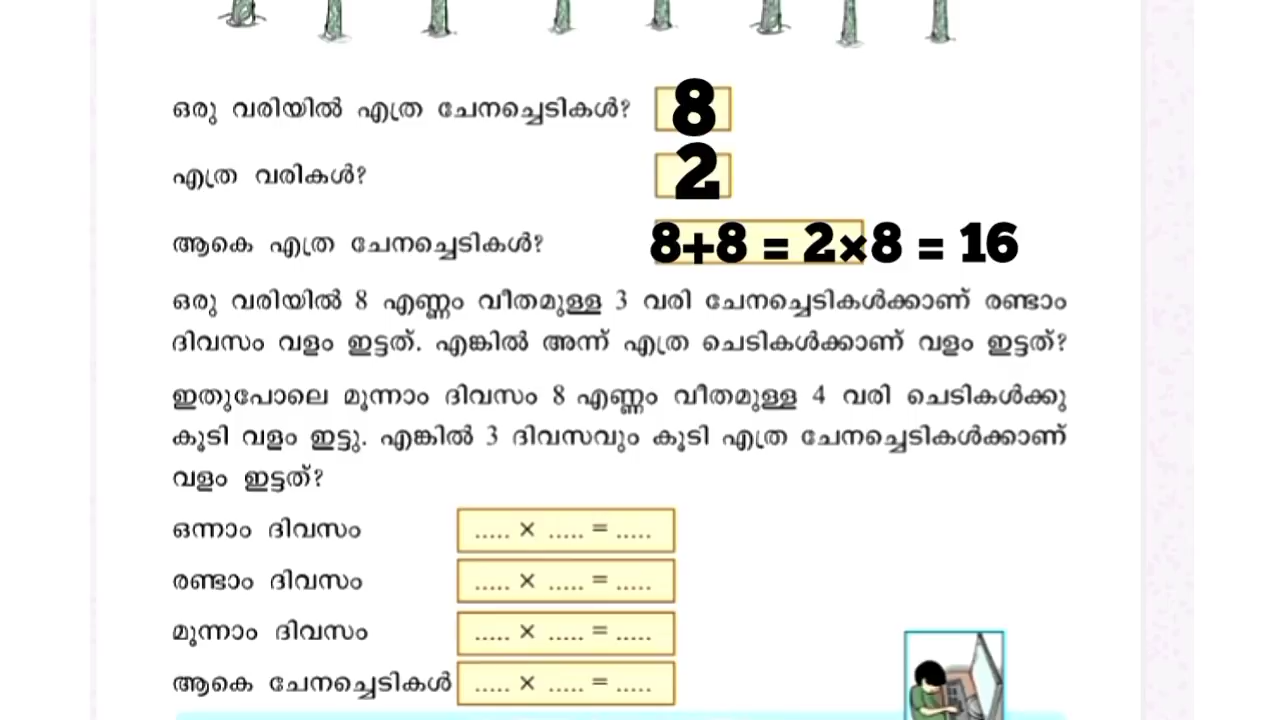 ഒരു വരിയിൽ എത്ര ചേനച്ചെടികൾ? 8
എത്ര വരികൾ? 2
ആകെ എത്ര ചേനച്ചെടികൾ? 8+8 = 2×8 = 16
ഒരു വരിയിൽ 8 എണ്ണം വീതമുള്ള 3 വരി ചേനച്ചെടികൾക്കാണ് രണ്ടാം
ദിവസം വളം ഇട്ടത്. എങ്കിൽ അന്ന് എത്ര ചെടികൾക്കാണ് വളം ഇട്ടത്?
ഇതുപോലെ മൂന്നാം ദിവസം 8 എണ്ണം വീതമുള്ള 4 വരി ചെടികൾക്കു
കൂടി വളം ഇട്ടു. എങ്കിൽ 3 ദിവസവും കൂടി എത്ര ചേനച്ചെടികൾക്കാണ്
വളം ഇട്ടത്?
ഒന്നാം ദിവസം ..... × ..... = .....
രണ്ടാം ദിവസം ..... × ..... = .....
മൂന്നാം ദിവസം ..... × ..... = .....
ആകെ ചേനച്ചെടികൾ ..... × ..... = .....